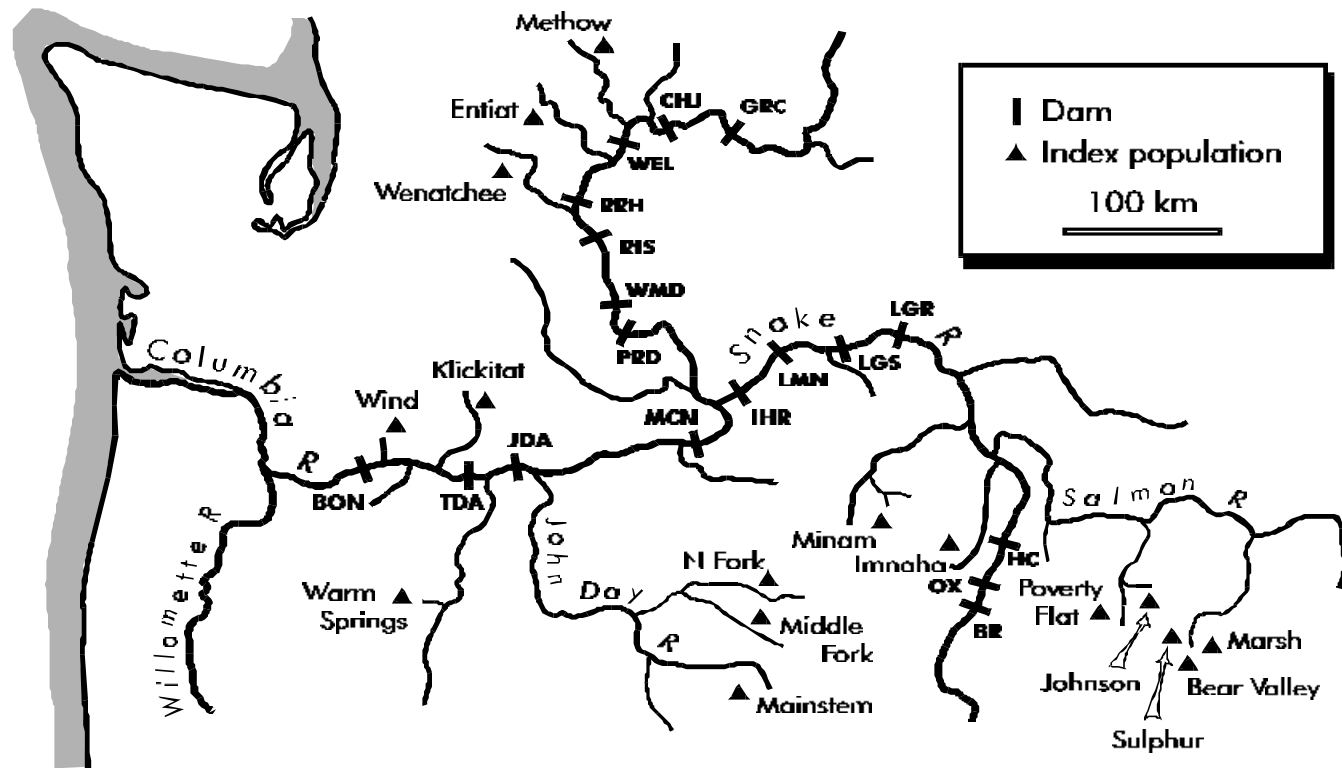 Methow
Entiat
CHJ
GRC
WEL
Wenatchee
RRH
RIS
WMD
PRD
Dam
Index population
100 km
Snake R
LGR
LGS
LMN
IHR
MCN
Columbia R
Klickitat
Wind
JDA
BON
TDA
Willamette R
Warm
Springs
John Day R
N Fork
Middle
Fork
Mainstem
Minam
Imnaha
OX
HC
BR
Salmon R
Poverty
Flat
Johnson
Marsh
Bear Valley
Sulphur